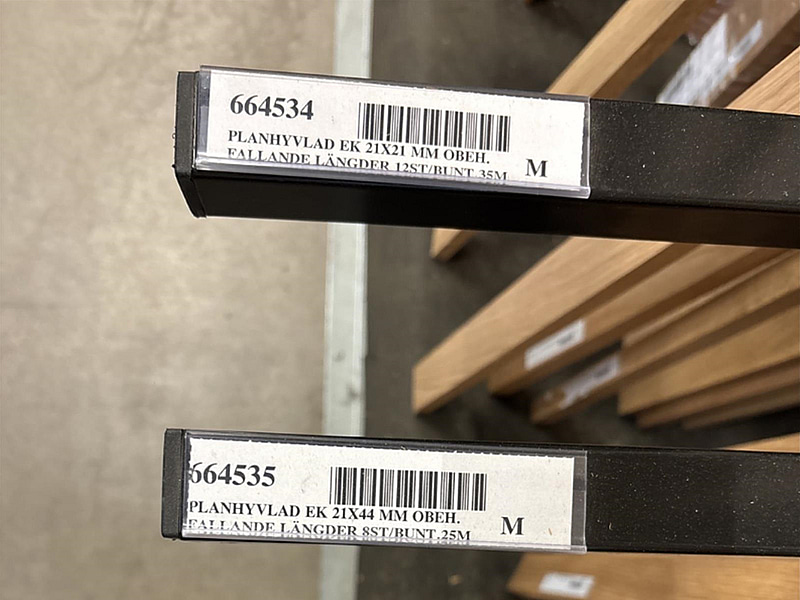 664534
PLANHYVLAD EK 21X21 MM OBEH.
FALLANDE LÄNGDER 12ST/BUNT 35M
M
664535
PLANHYVLAD EK 21X44 MM OBEH.
FALLANDE LÄNGDER 8ST/BUNT.25M
M